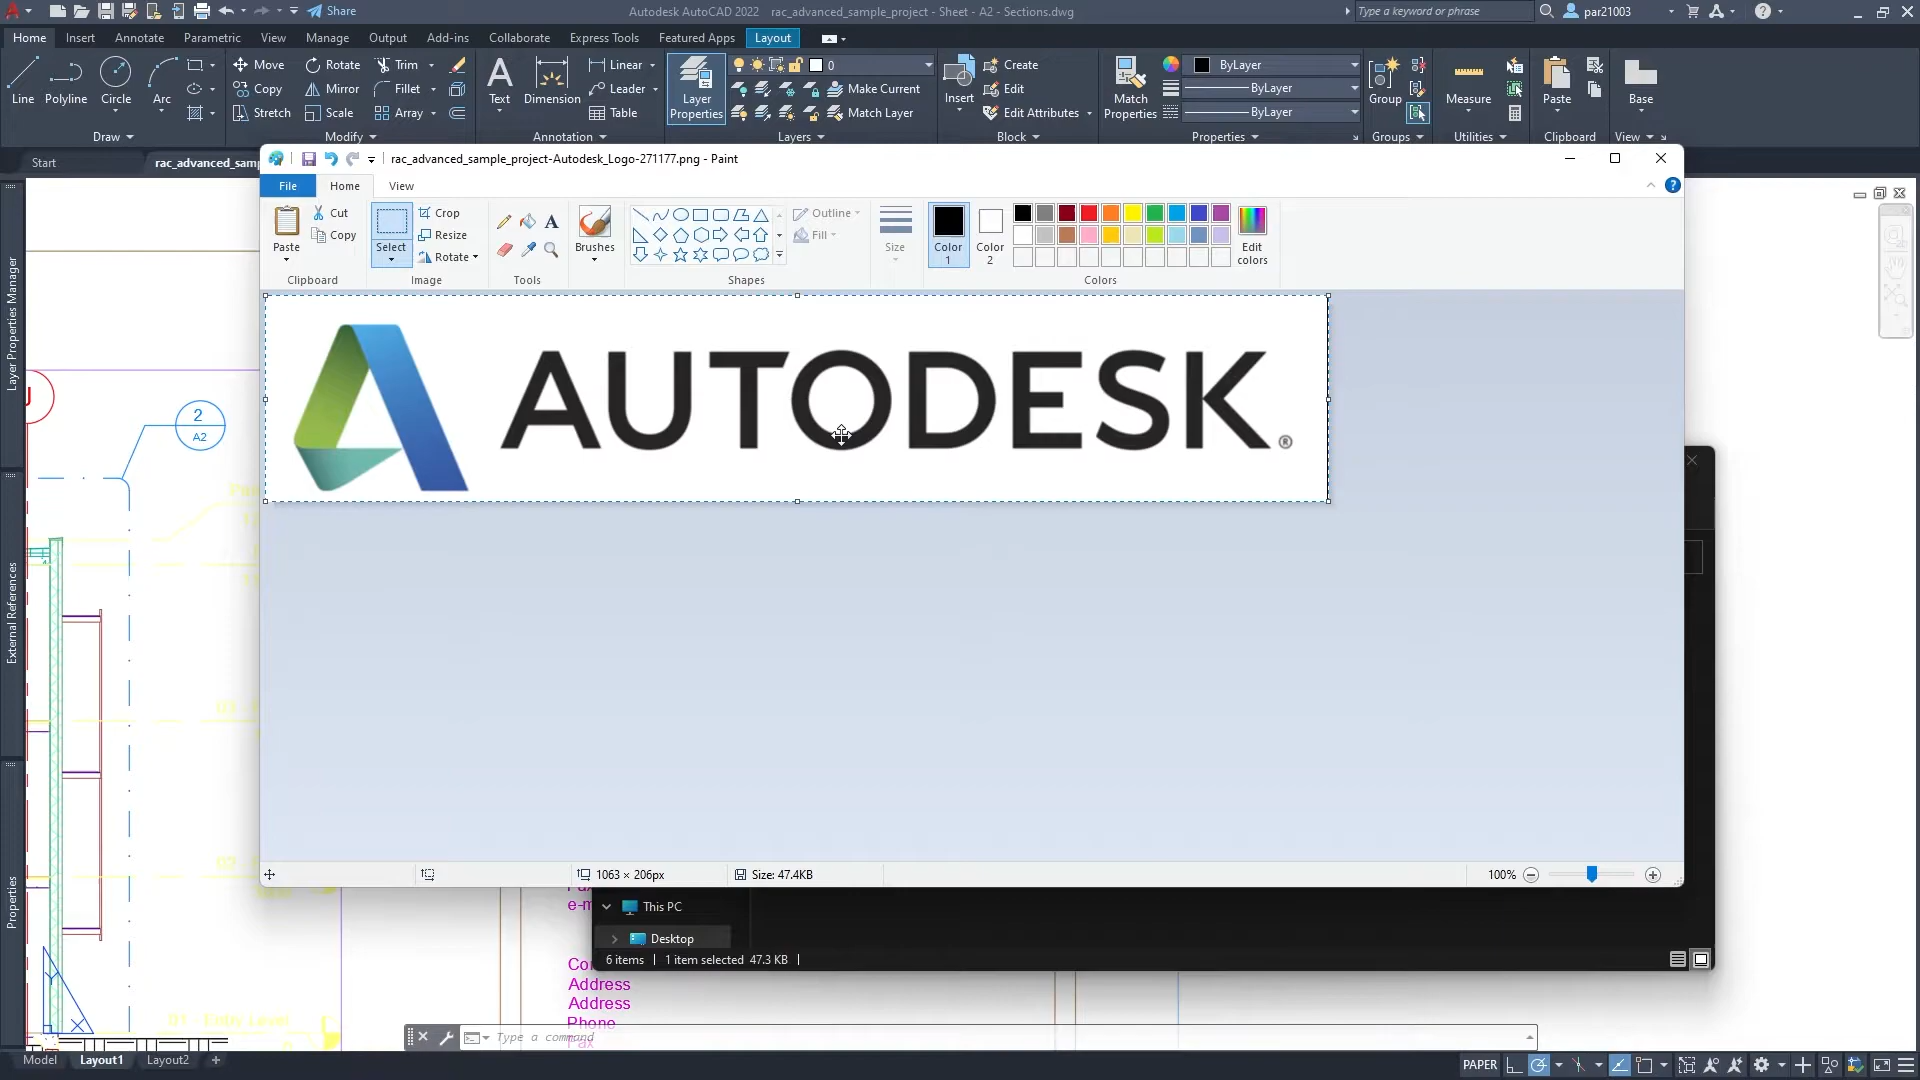 Share
Autodesk AutoCAD 2022 rac_advanced_sample_project - Sheet - A2 - Sections.dwg
Type a keyword or phrase
par21003
Home Insert Annotate Parametric View Manage Output Add-ins Collaborate Express Tools Featured Apps Layout
Line Polyline Circle Arc
Move Rotate Trim
Copy Mirror Fillet
Stretch Scale Array
Text Dimension
Linear
Leader
Table
Layer Properties
0
Make Current
Match Layer
Insert
Create
Edit
Edit Attributes
Match Properties
ByLayer
ByLayer
ByLayer
Group Measure Paste Base
Draw Modify Annotation Layers Block Properties Groups Utilities Clipboard View
Start
rac_advanced_sam
rac_advanced_sample_project-Autodesk_Logo-271177.png - Paint
File Home View
Paste
Cut
Copy
Select
Crop
Resize
Rotate
A
Brushes
Outline
Fill
Size
Color 1
Color 2
Edit colors
Clipboard Image Tools Shapes Colors
AUTODESK®
Layer Properties Manager
External References
Properties
2
A2
1063 × 206px
Size: 47.4KB
100%
e-m
This PC
Desktop
6 items 1 item selected 47.3 KB
Address
Address
Phone
Fax
01 - Entry Level
Type a command
Model Layout1 Layout2 +
PAPER